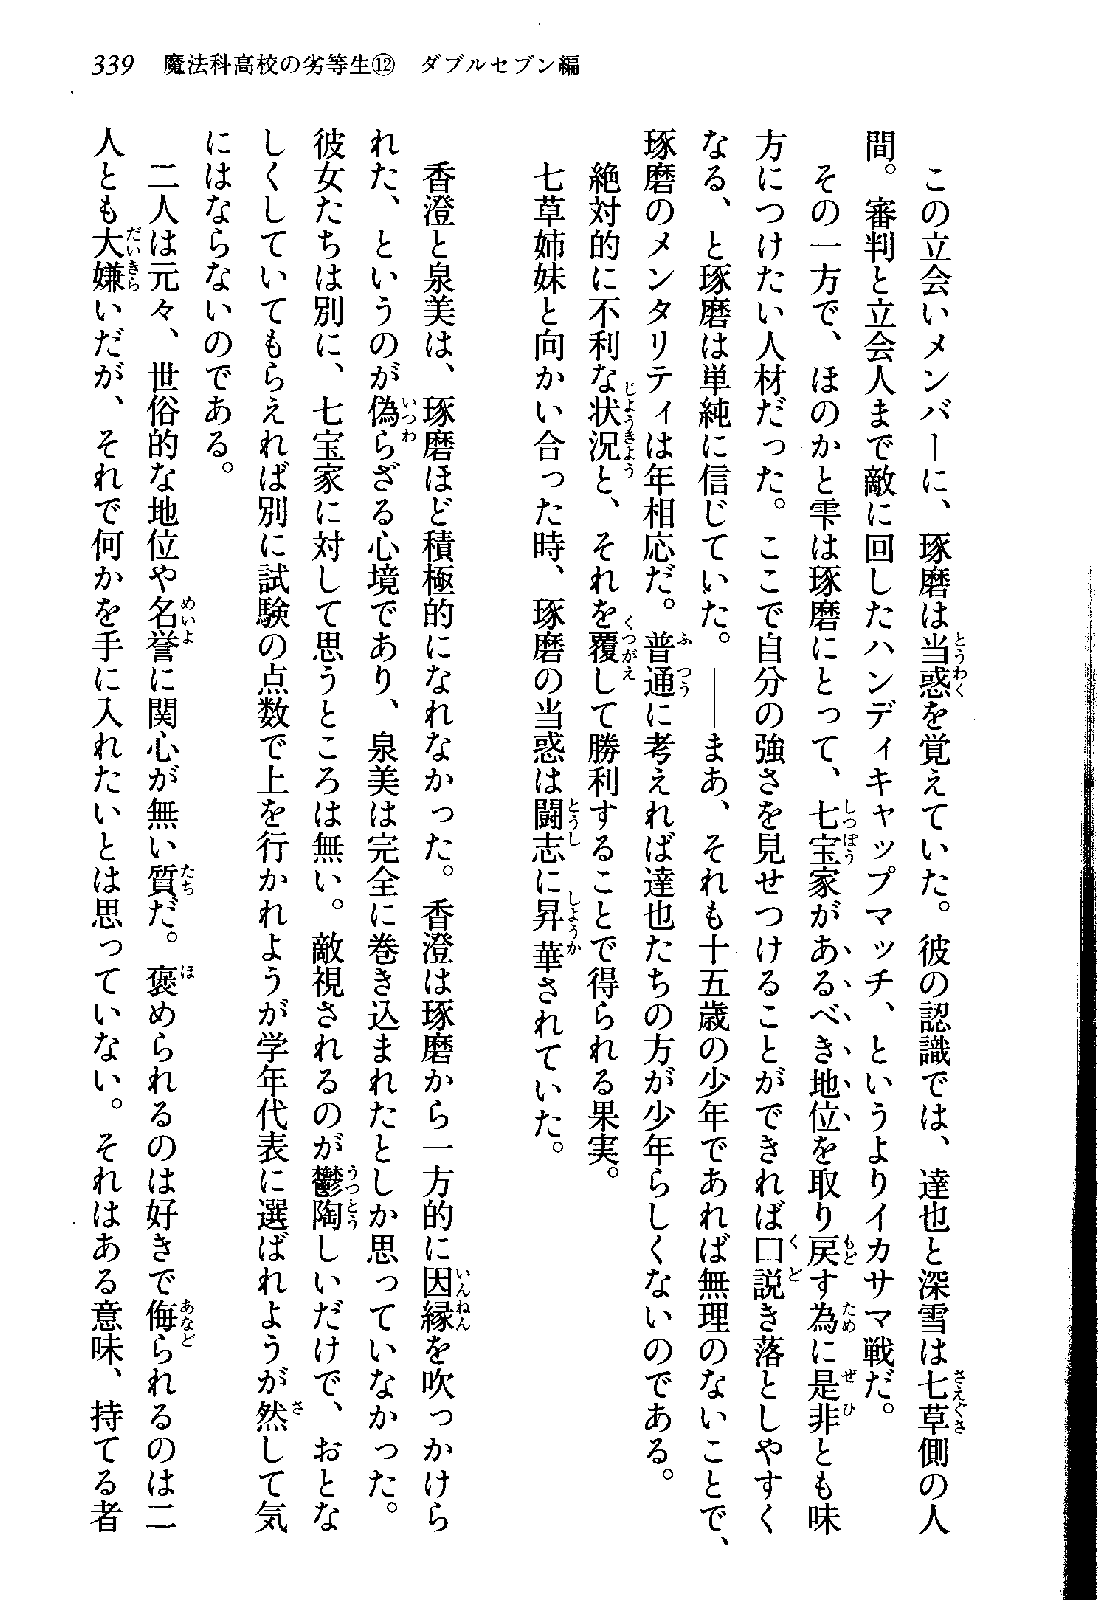 339　魔法科高校の劣等生⑫　ダブルセブン編
　この立会いメンバーに、琢磨は当惑を覚えていた。彼の認識では、達也と深雪は七草側の人
間。審判と立会人まで敵に回したハンディキャップマッチ、というよりイカサマ戦だ。
　その一方で、ほのかと雫は琢磨にとって、七宝家があるべき地位を取り戻す為に是非とも味
方につけたい人材だった。ここで自分の強さを見せつけることができれば口説き落としやすく
なる、と琢磨は単純に信じていた。――まあ、それも十五歳の少年であれば無理のないことで、
琢磨のメンタリティは年相応だ。普通に考えれば達也たちの方が少年らしくないのである。
　絶対的に不利な状況と、それを覆して勝利することで得られる果実。
　七草姉妹と向かい合った時、琢磨の当惑は闘志に昇華されていた。
　香澄と泉美は、琢磨ほど積極的になれなかった。香澄は琢磨から一方的に因縁を吹っかけら
れた、というのが偽らざる心境であり、泉美は完全に巻き込まれたとしか思っていなかった。
彼女たちは別に、七宝家に対して思うところは無い。敵視されるのが鬱陶しいだけで、おとな
しくしていてもらえれば別に試験の点数で上を行かれようが学年代表に選ばれようが然して気
にはならないのである。
　二人は元々、世俗的な地位や名誉に関心が無い質だ。褒められるのは好きで侮られるのは二
人とも大嫌いだが、それで何かを手に入れたいとは思っていない。それはある意味、持てる者